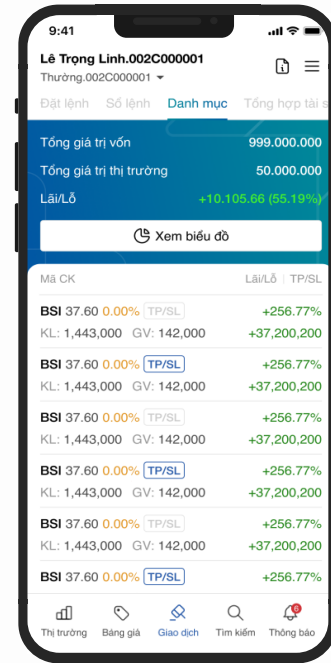 9:41
Lê Trọng Linh.002C000001
Thường.002C000001
Đặt lệnh Sổ lệnh Danh mục Tổng hợp tài s
Tổng giá trị vốn 999.000.000
Tổng giá trị thị trường 50.000.000
Lãi/Lỗ +10.105.66 (55.19%)
Xem biểu đồ
Mã CK Lãi/Lỗ | TP/SL
BSI 37.60 0.00% TP/SL +256.77%
KL: 1,443,000 GV: 142,000 +37,200,200
BSI 37.60 0.00% TP/SL +256.77%
KL: 1,443,000 GV: 142,000 +37,200,200
BSI 37.60 0.00% TP/SL +256.77%
KL: 1,443,000 GV: 142,000 +37,200,200
BSI 37.60 0.00% TP/SL +256.77%
KL: 1,443,000 GV: 142,000 +37,200,200
BSI 37.60 0.00% TP/SL +256.77%
KL: 1,443,000 GV: 142,000 +37,200,200
BSI 37.60 0.00% TP/SL +256.77%
6
Thị trường Bảng giá Giao dịch Tìm kiếm Thông báo